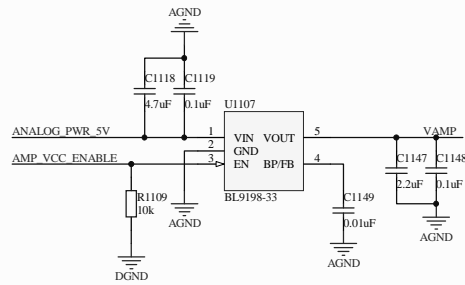 AGND
C1118
C1119
4.7uF
0.1uF
U1107
ANALOG_PWR_5V
1
VIN
VOUT
5
VAMP
2
GND
AMP_VCC_ENABLE
3
EN
BP/FB
4
C1147
C1148
2.2uF
0.1uF
R1109
10k
BL9198-33
C1149
0.01uF
AGND
AGND
AGND
DGND